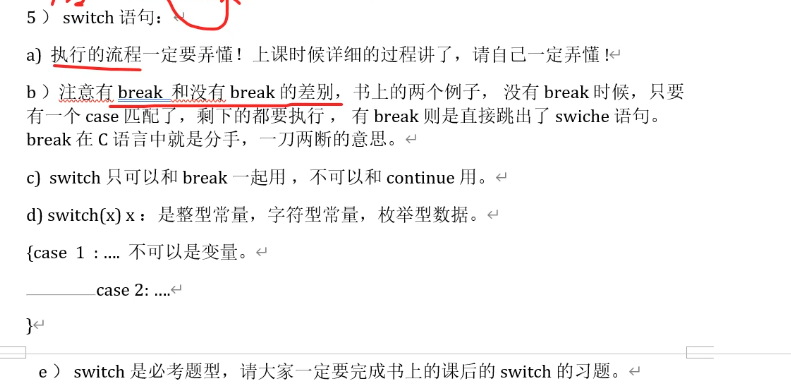 5 ） switch 语句：
a) 执行的流程一定要弄懂！上课时候详细的过程讲了，请自己一定弄懂！
b ）注意有 break 和没有 break 的差别，书上的两个例子， 没有 break 时候，只要
有一个 case 匹配了，剩下的都要执行 ， 有 break 则是直接跳出了 swiche 语句。
break 在 C 语言中就是分手，一刀两断的意思。
c) switch 只可以和 break 一起用 ，不可以和 continue 用。
d) switch(x) x： 是整型常量，字符型常量，枚举型数据。
{case 1 : .... 不可以是变量。
case 2: ....
}
e ） switch 是必考题型，请大家一定要完成书上的课后的 switch 的习题。